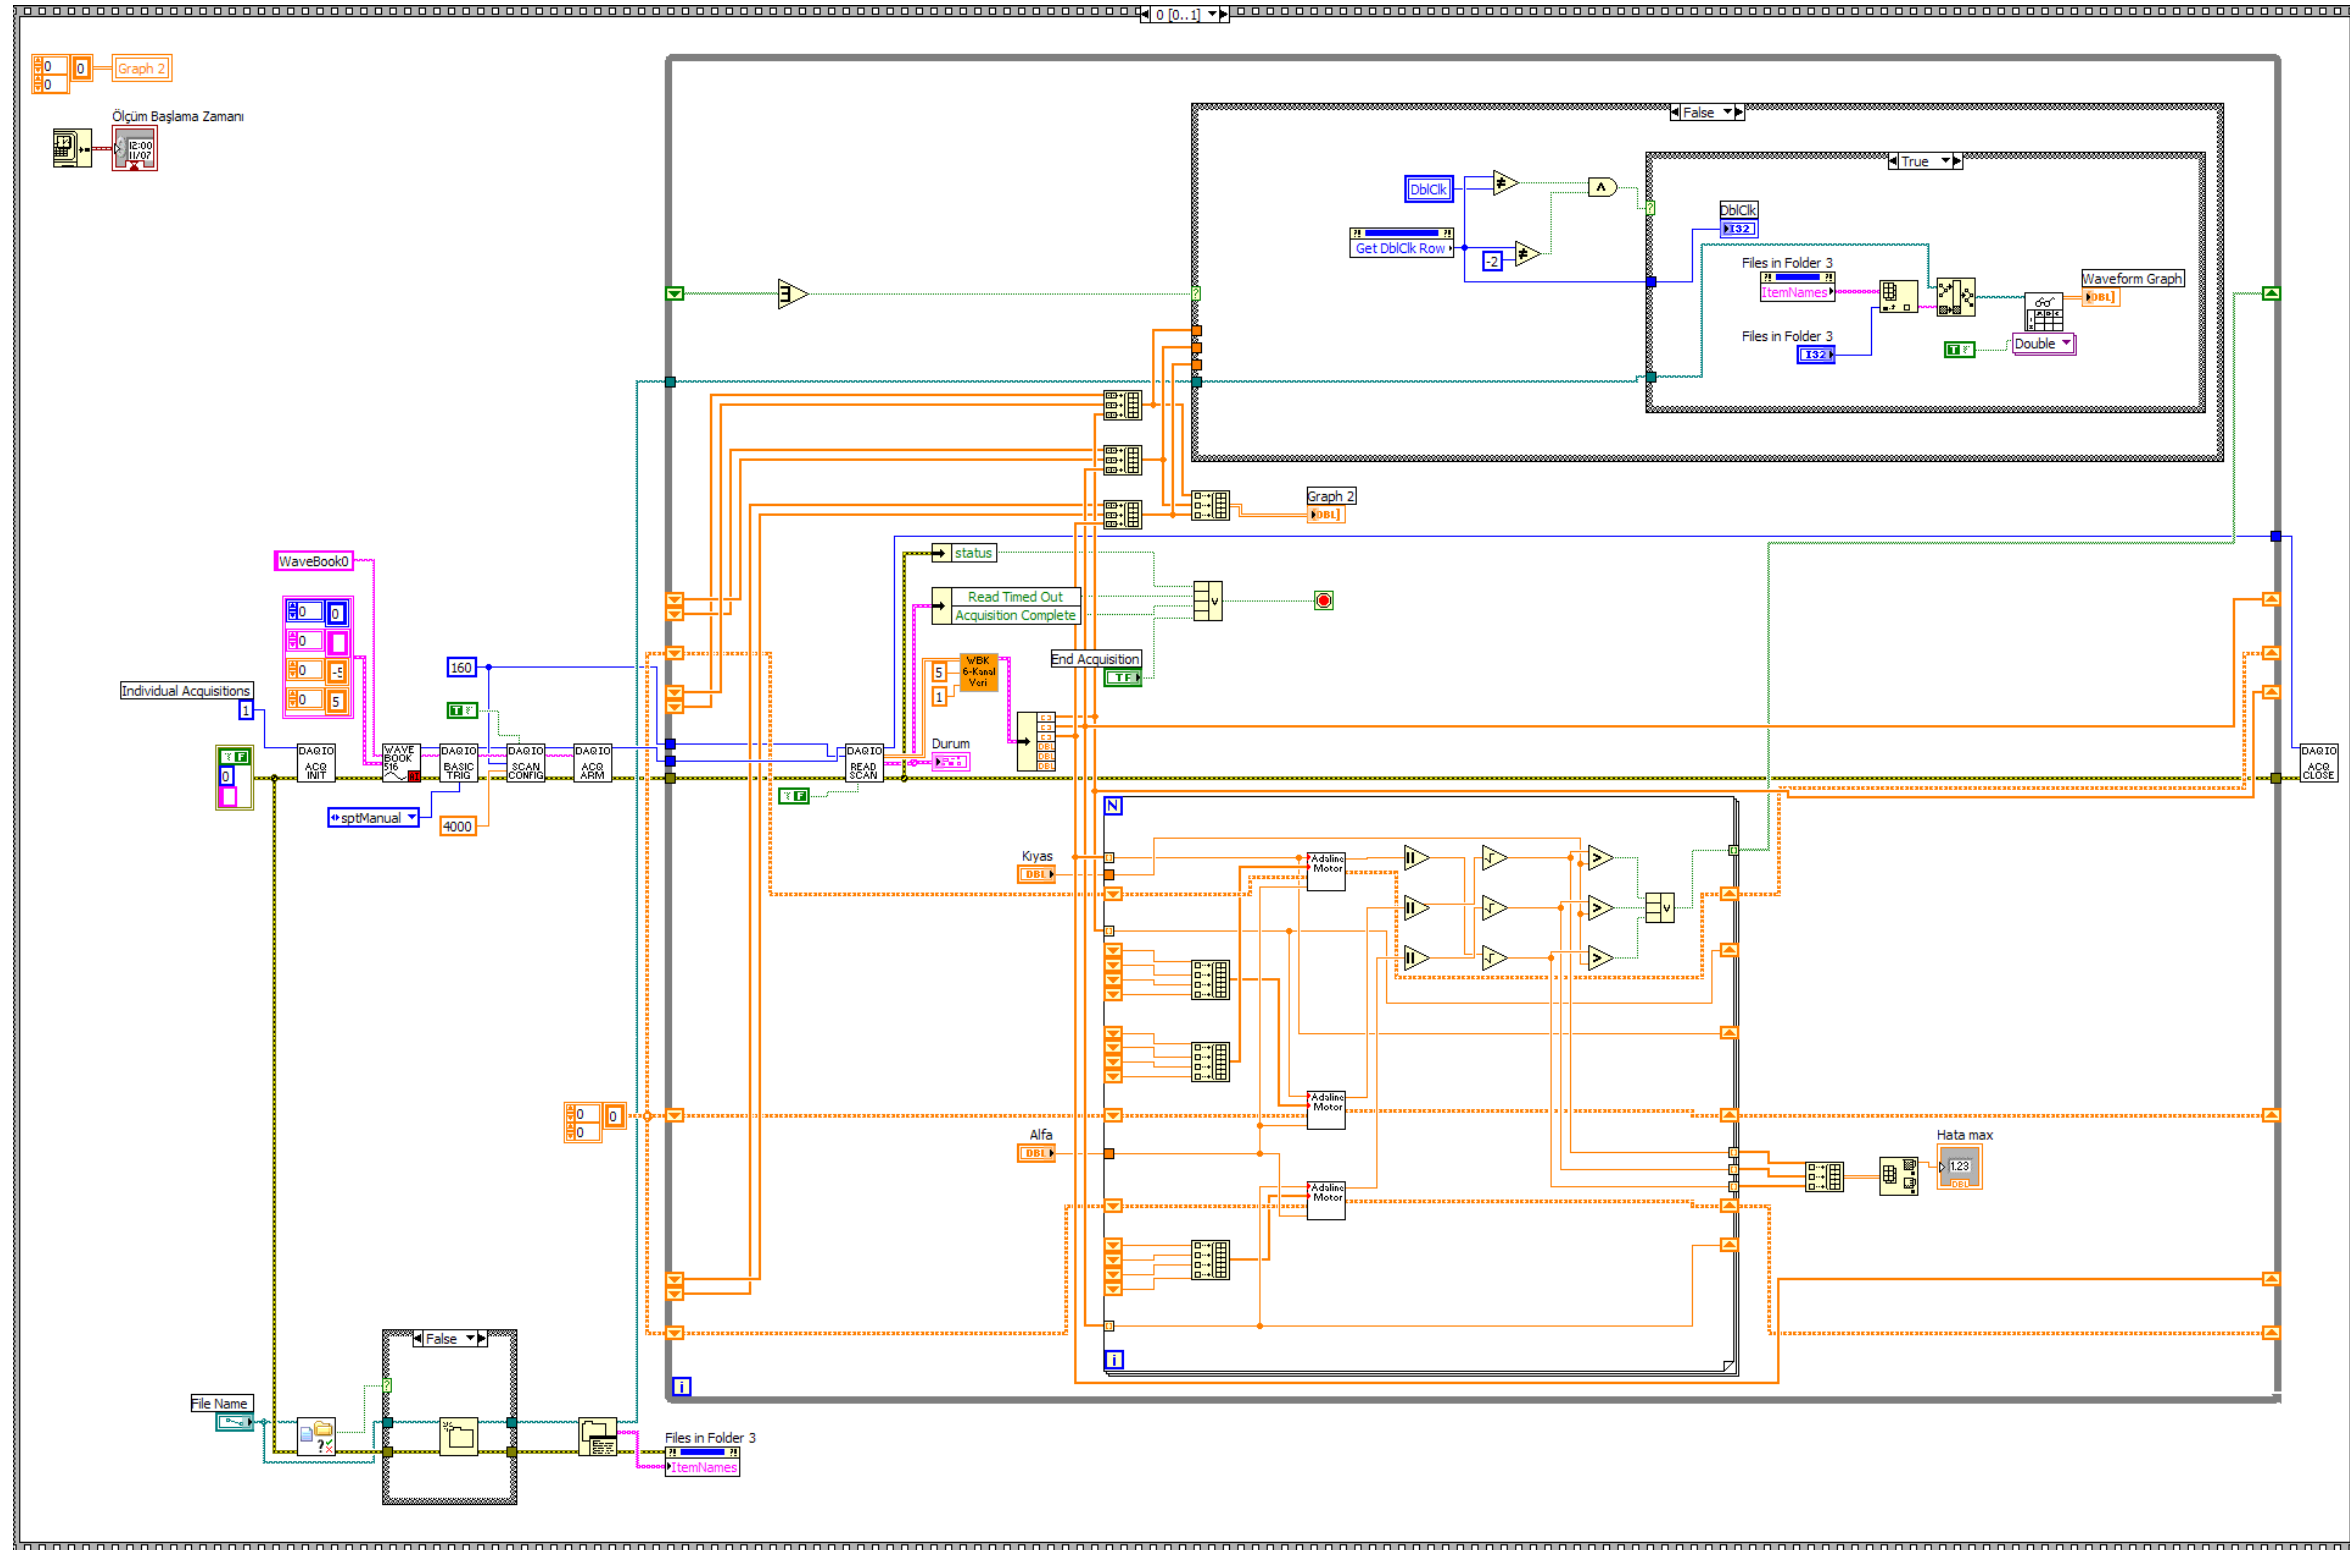 0 [0..1]
0
0
0
Graph 2
Ölçüm Başlama Zamanı
12:00
11/07
False
True
DblClk
Get DblClk Row
-2
DblClk
I32
Files in Folder 3
ItemNames
Files in Folder 3
I32
Waveform Graph
DBL]
T
Double
Graph 2
DBL]
WaveBook0
0
0
0
0
-5
0
5
status
Read Timed Out
Acquisition Complete
End Acquisition
TF
160
T
5
1
WBK
6-Kanal
Veri
Individual Acquisitions
1
F
0
DAQIO
ACQ
INIT
WAVE
BOOK
516
DAQIO
BASIC
TRIG
DAQIO
SCAN
CONFIG
DAQIO
ACQ
ARM
DAQIO
READ
SCAN
Durum
DBL
DBL
DBL
DAQIO
ACQ
CLOSE
sptManual
4000
F
N
Kıyas
DBL
Adaline
Motor
Adaline
Motor
Alfa
DBL
Adaline
Motor
0
0
0
Hata max
1.23
DBL
i
i
False
File Name
Files in Folder 3
ItemNames